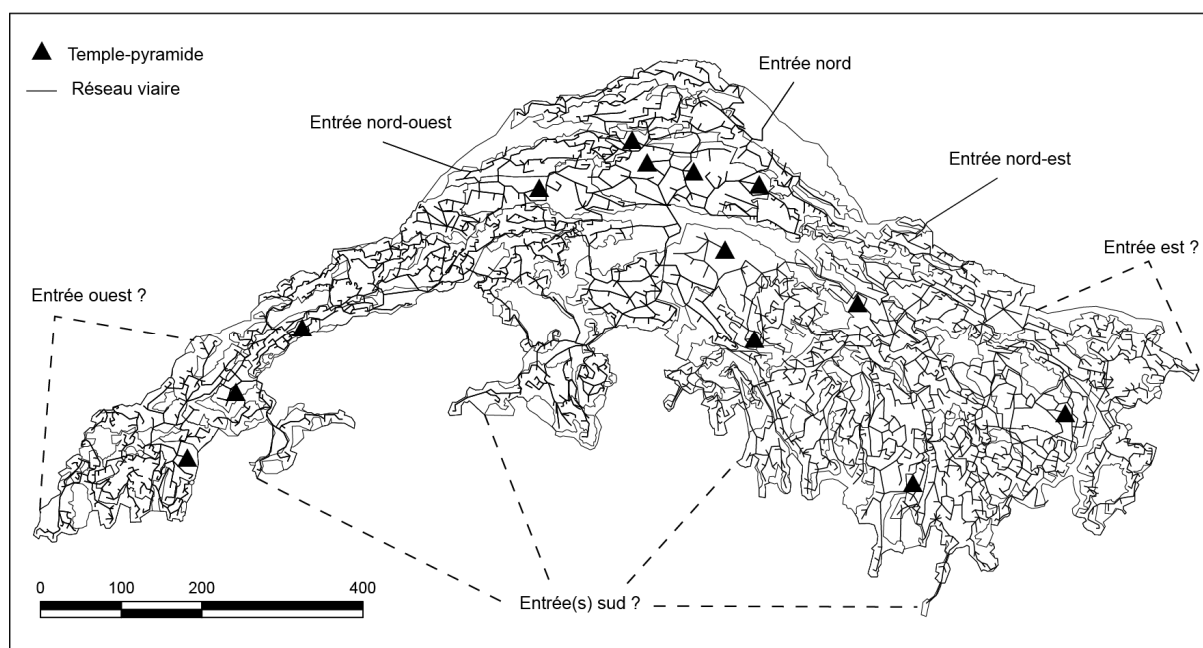 Temple-pyramide
Réseau viaire
Entrée nord
Entrée nord-ouest
Entrée nord-est
Entrée est ?
Entrée ouest ?
0 100 200 400
Entrée(s) sud ?